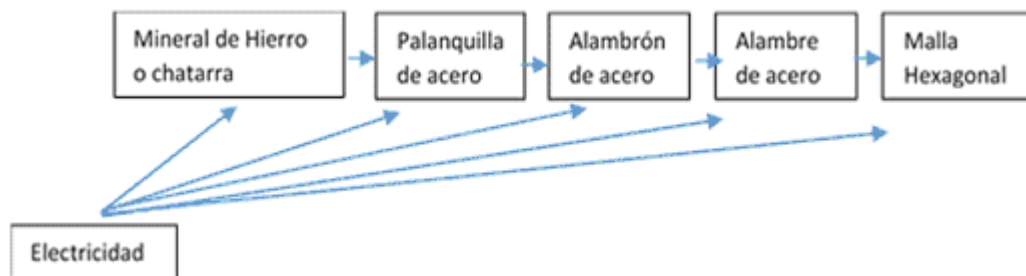 Mineral de Hierro
o chatarra
Palanquilla
de acero
Alambrón
de acero
Alambre
de acero
Malla
Hexagonal
Electricidad